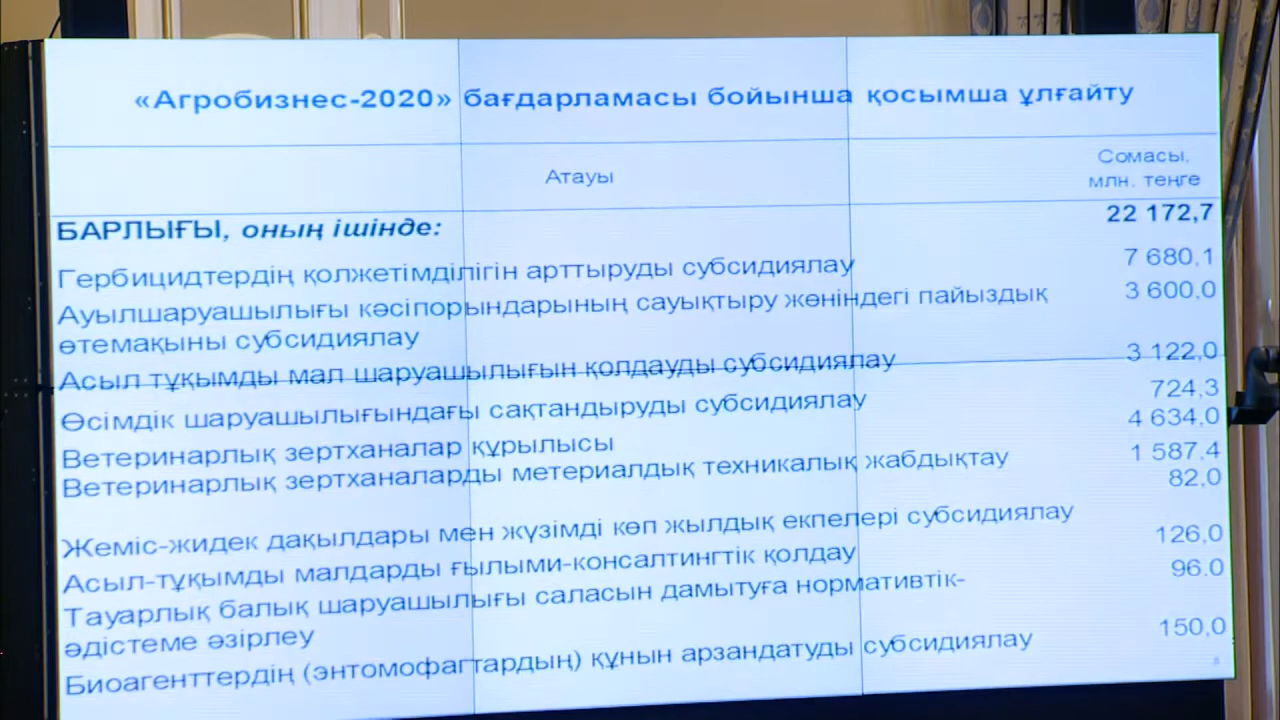 «Агробизнес-2020» бағдарламасы бойынша қосымша ұлғайту
Атауы
Сомасы,
млн. теңге
БАРЛЫҒЫ, оның ішінде:
22 172,7
Гербицидтердің қолжетімділігін арттыруды субсидиялау
7 680,1
Ауылшаруашылығы кәсіпорындарының сауықтыру жөніндегі пайыздық
өтемақыны субсидиялау
3 600,0
Асыл тұқымды мал шаруашылығын қолдауды субсидиялау
3 122,0
Өсімдік шаруашылығындағы сақтандыруды субсидиялау
724,3
Ветеринарлық зертханалар құрылысы
4 634,0
Ветеринарлық зертханаларды метериалдық техникалық жабдықтау
1 587,4
82,0
Жеміс-жидек дақылдары мен жүзімді көп жылдық екпелері субсидиялау
Асыл-тұқымды малдарды ғылыми-консалтингтік қолдау
126,0
Тауарлық балық шаруашылығы саласын дамытуға нормативтік-
әдістеме әзірлеу
96.0
Биоагенттердің (энтомофагтардың) құнын арзандатуды субсидиялау
150,0